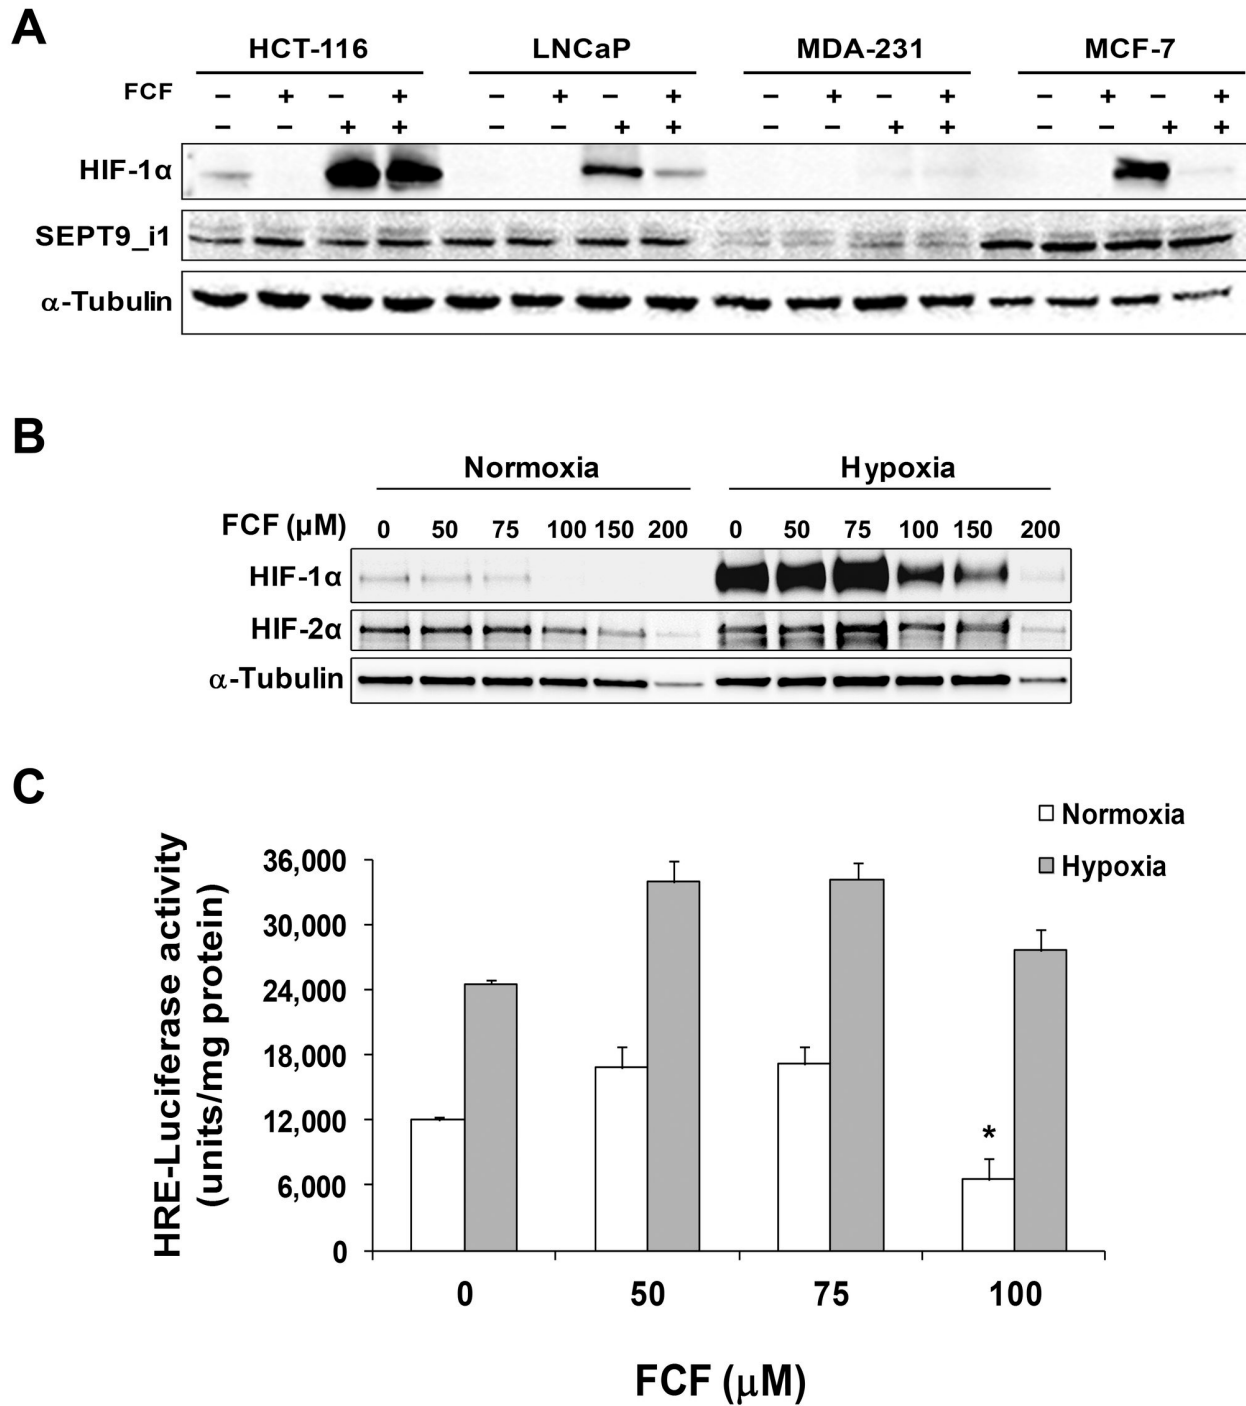 A
HCT-116 LNCaP MDA-231 MCF-7
FCF − + − + − + − + − + − + − + − +
− − + + − − + + − − + + − − + +
HIF-1α
SEPT9_i1
α-Tubulin
B
Normoxia Hypoxia
FCF (µM) 0 50 75 100 150 200 0 50 75 100 150 200
HIF-1α
HIF-2α
α-Tubulin
C
Normoxia
Hypoxia
HRE-Luciferase activity
(units/mg protein)
36,000
30,000
24,000
18,000
12,000
*
6,000
0
0 50 75 100
FCF (µM)